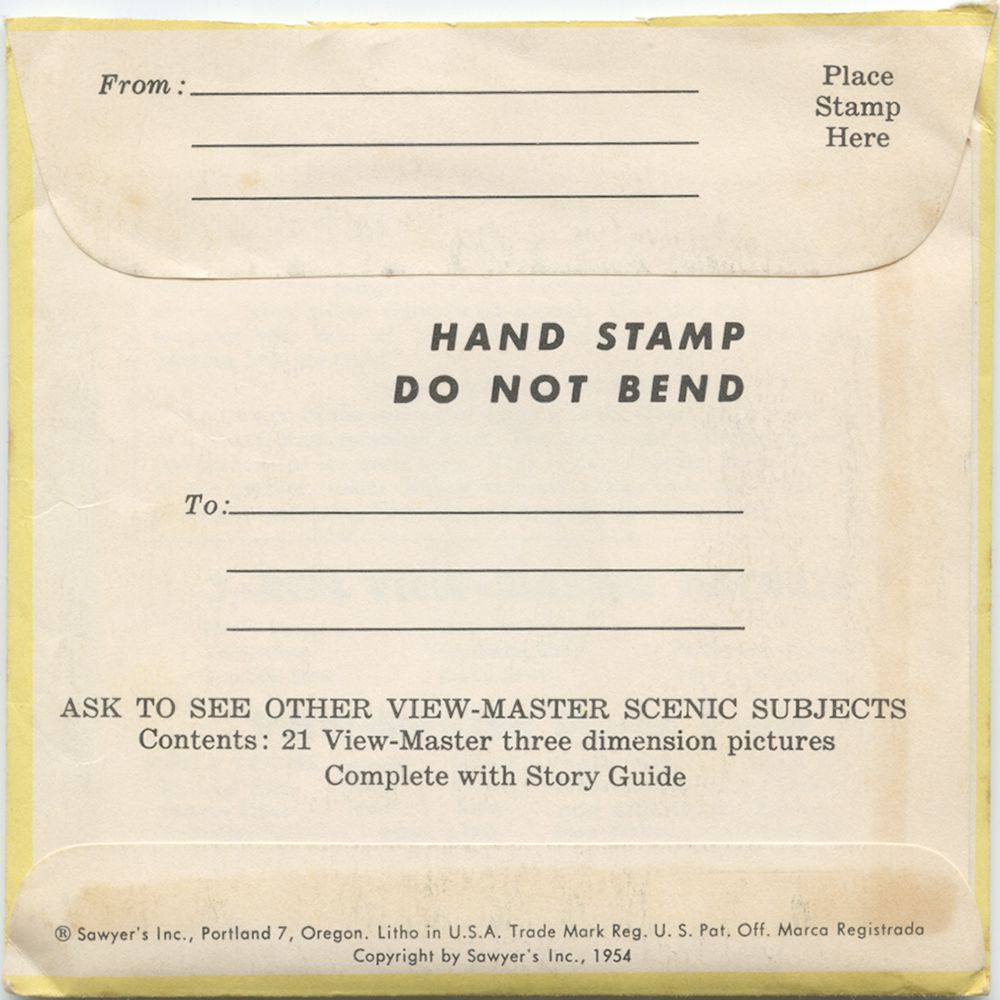 From:
Place
Stamp
Here
HAND STAMP
DO NOT BEND
To:
ASK TO SEE OTHER VIEW-MASTER SCENIC SUBJECTS
Contents: 21 View-Master three dimension pictures
Complete with Story Guide
® Sawyer's Inc., Portland 7, Oregon. Litho in U.S.A. Trade Mark Reg. U. S. Pat. Off. Marca Registrada
Copyright by Sawyer's Inc., 1954